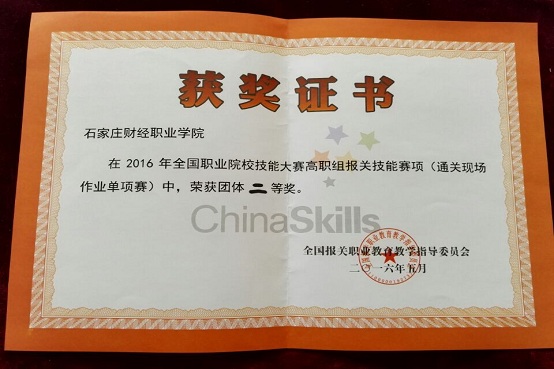 获奖证书
石家庄财经职业学院
在 2016 年全国职业院校技能大赛高职组报关技能赛项（通关现场
作业单项赛）中，荣获团体 二 等奖。
ChinaSkills
全国报关职业教育教学指导委员会
二〇一六年五月